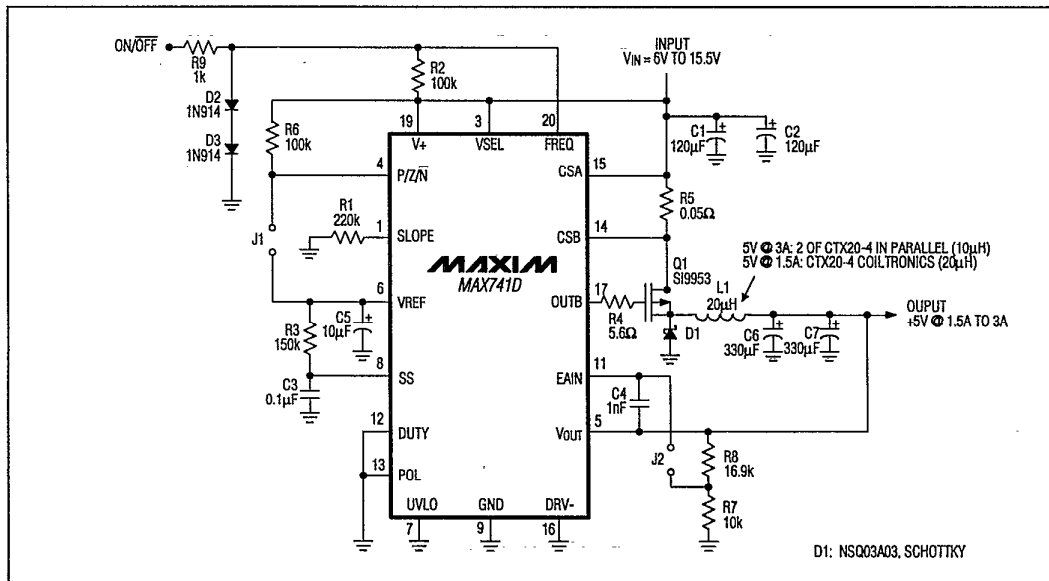 ON/OFF
R9
1k
D2
1N914
D3
1N914
R6
100k
R2
100k
INPUT
VIN = 6V TO 15.5V
C1
120µF
C2
120µF
19
V+
3
VSEL
20
FREQ
4
P/Z/N
15
CSA
R5
0.05Ω
J1
R1
220k
1
SLOPE
14
CSB
MAXIM
MAX741D
Q1
SI9953
5V @ 3A: 2 OF CTX20-4 IN PARALLEL (10µH)
5V @ 1.5A: CTX20-4 COILTRONICS (20µH)
L1
20µH
6
VREF
17
OUTB
R4
5.6Ω
D1
OUPUT
+5V @ 1.5A TO 3A
R3
150k
C5
10µF
C6
330µF
C7
330µF
8
SS
C3
0.1µF
11
EAIN
C4
1nF
12
DUTY
5
VOUT
J2
R8
16.9k
13
POL
R7
10k
UVLO
7
GND
9
DRV-
16
D1: NSQ03A03, SCHOTTKY